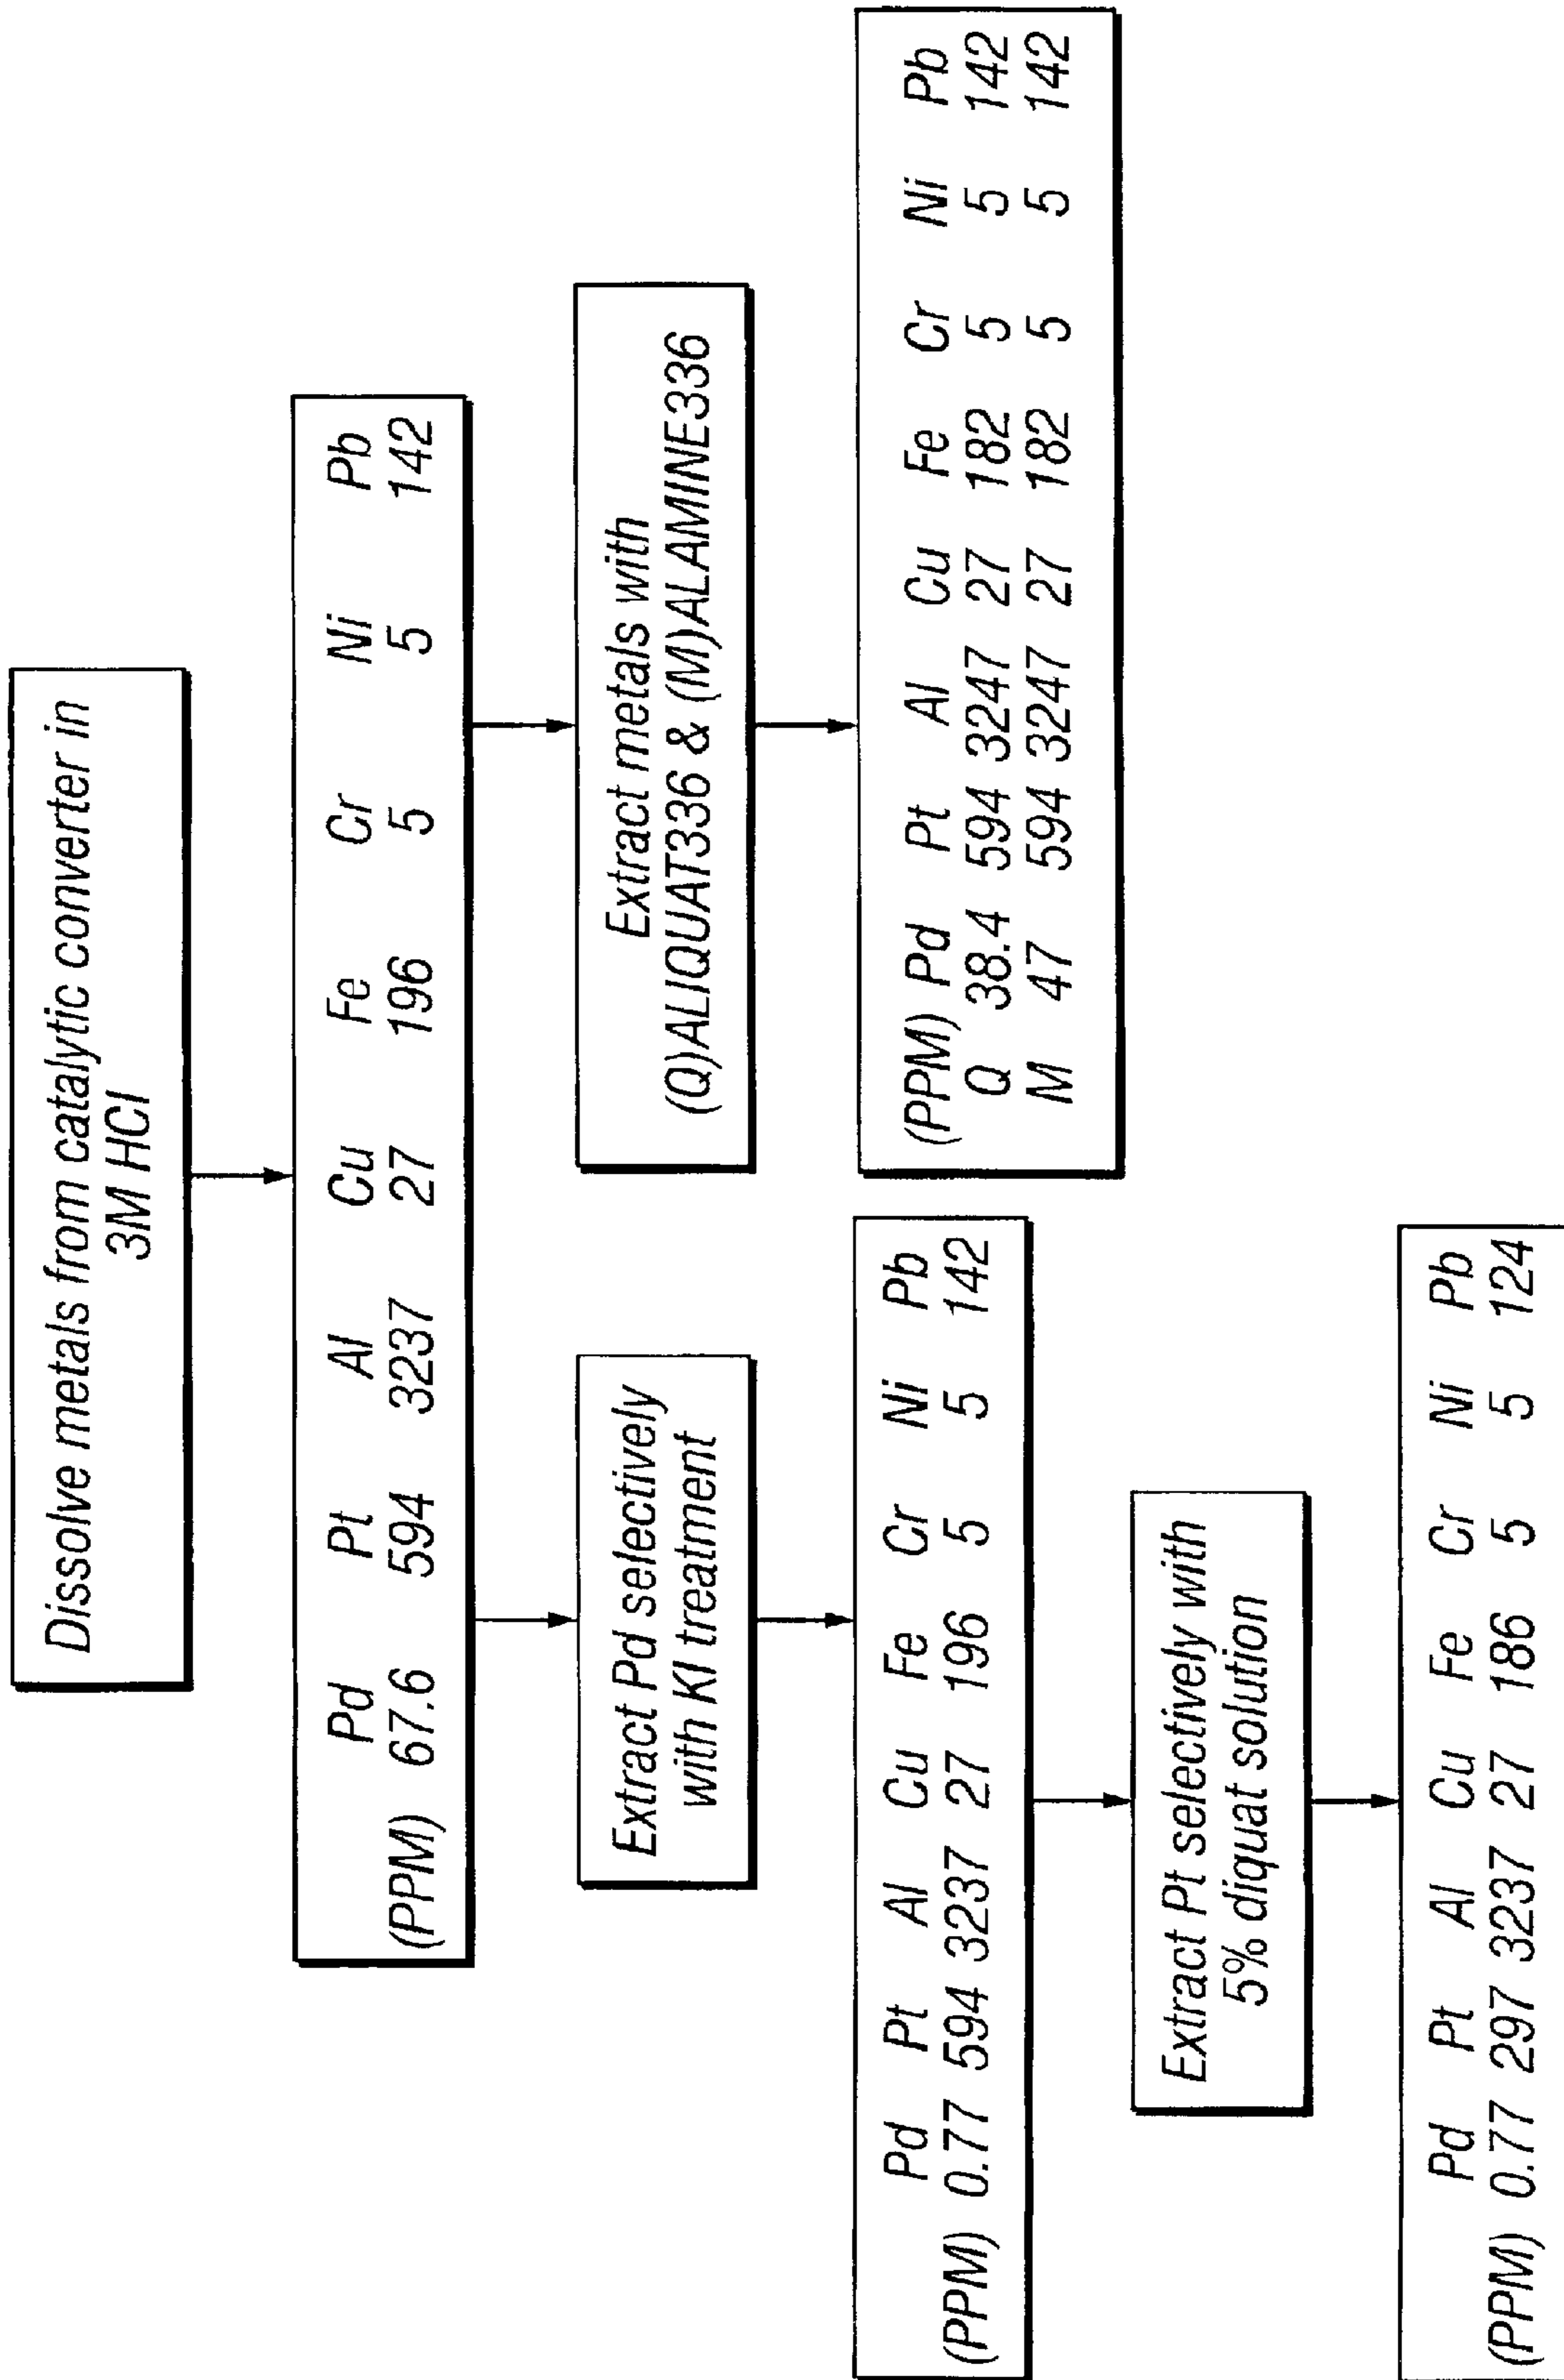 Dissolve metals from catalytic converter in
3M HCl
Pd Pt Al Cu Fe Cr Ni Pb
(PPM) 67.6 594 3237 27 196 5 5 142
Extract Pd selectively
with KI treatment
Pd Pt Al Cu Fe Cr Ni Pb
(PPM) 0.77 594 3237 27 196 5 5 142
Extract Pt selectively with
5% diquat solution
Pd Pt Al Cu Fe Cr Ni Pb
(PPM) 0.77 297 3237 27 186 5 5 124
Extract metals with
(Q)ALIQUAT336 & (M)ALAMINE336
(PPM) Pd Pt Al Cu Fe Cr Ni Pb
Q 38.4 594 3247 27 182 5 5 142
M 47 594 3247 27 182 5 5 142